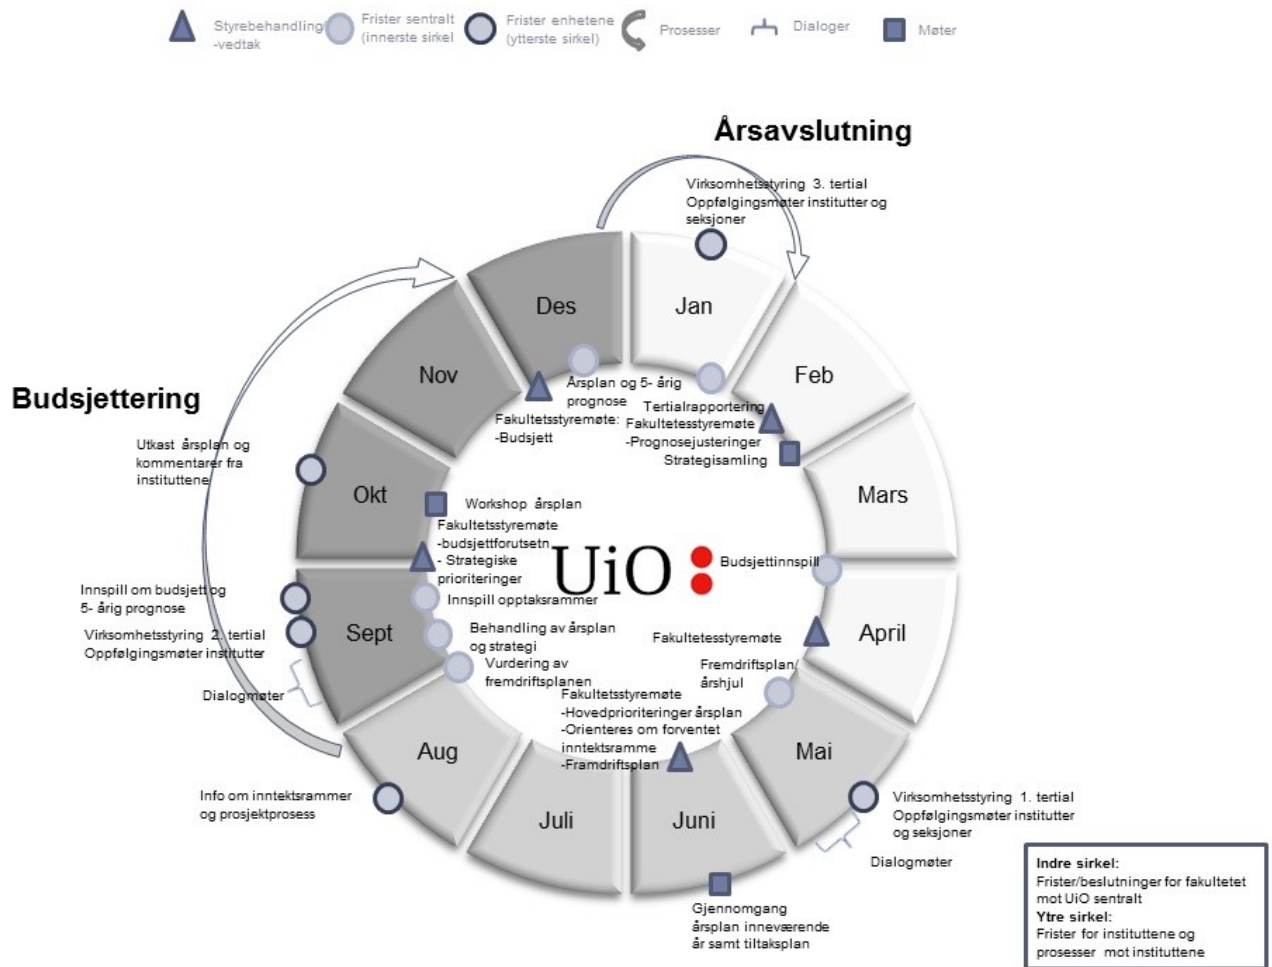 Styrebehandling
-vedtak
Frister sentralt
(innerste sirkel
Frister enhetene
(ytterste sirkel)
Prosesser
Dialoger
Møter
Årsavslutning
Virksomhetsstyring 3. tertial
Oppfølgingsmøter institutter og
seksjoner
Des
Jan
Nov
Feb
Budsjettering
Årsplan og 5- årig
prognose
Fakultetsstyremøte:
-Budsjett
Tertialrapportering
Fakultetesstyremøte
-Prognosejusteringer
Strategisamling
Utkast årsplan og
kommentarer fra
instituttene
Okt
Mars
Workshop årsplan
Fakultetsstyremøte
-budsjettforutsetn
- Strategiske
prioriteringer
UiO
Budsjettinnspill
Innspill om budsjett og
5- årig prognose
Innspill opptaksrammer
Virksomhetsstyring 2. tertial
Oppfølgingsmøter institutter
Sept
Behandling av årsplan
og strategi
Fakultetesstyremøte
April
Vurdering av
fremdriftsplanen
Fremdriftsplan/
årshjul
Dialogmøter
Fakultetsstyremøte
-Hovedprioriteringer årsplan
-Orienteres om forventet
inntektsramme
-Framdriftsplan
Aug
Mai
Info om inntektsrammer
og prosjektprosess
Juli
Juni
Virksomhetsstyring 1. tertial
Oppfølgingsmøter institutter
og seksjoner
Dialogmøter
Gjennomgang
årsplan inneværende
år samt tiltaksplan
Indre sirkel:
Frister/beslutninger for fakultetet
mot UiO sentralt
Ytre sirkel:
Frister for instituttene og
prosesser mot instituttene